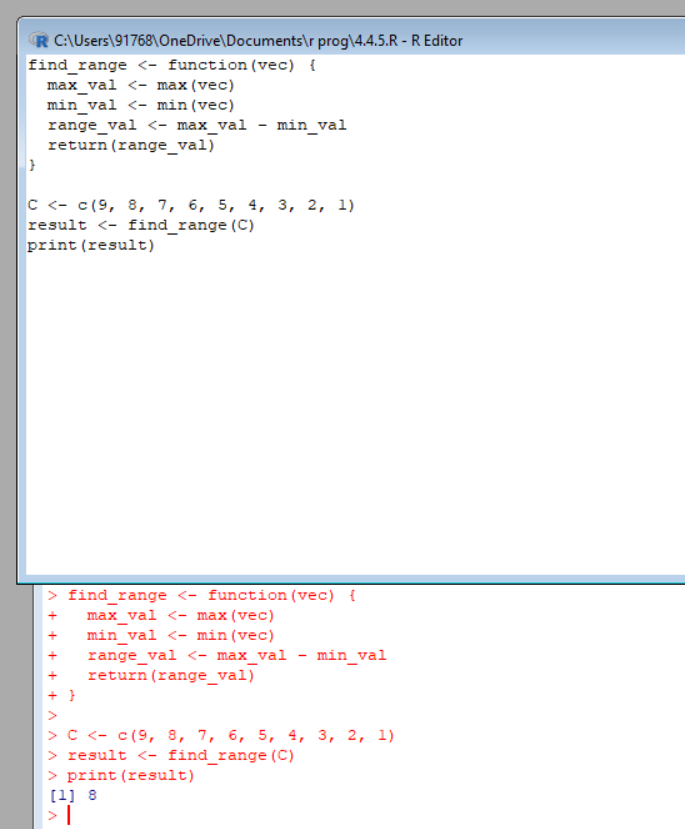 C:\Users\91768\OneDrive\Documents\r prog\4.4.5.R - R Editor
find_range <- function(vec) {
  max_val <- max(vec)
  min_val <- min(vec)
  range_val <- max_val - min_val
  return(range_val)
}

C <- c(9, 8, 7, 6, 5, 4, 3, 2, 1)
result <- find_range(C)
print(result)
> find_range <- function(vec) {
+   max_val <- max(vec)
+   min_val <- min(vec)
+   range_val <- max_val - min_val
+   return(range_val)
+ }
>
> C <- c(9, 8, 7, 6, 5, 4, 3, 2, 1)
> result <- find_range(C)
> print(result)
[1] 8
>